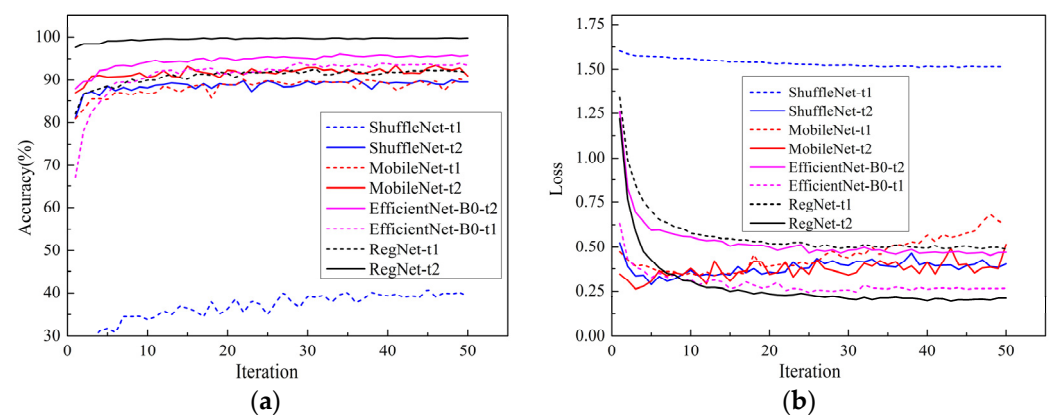 100
90
80
70
60
50
40
30
0
10
20
30
40
50
Accuracy(%)
Iteration
ShuffleNet-t1
ShuffleNet-t2
MobileNet-t1
MobileNet-t2
EfficientNet-B0-t2
EfficientNet-B0-t1
RegNet-t1
RegNet-t2
(a)
1.75
1.50
1.25
1.00
0.75
0.50
0.25
0.00
0
10
20
30
40
50
Loss
Iteration
ShuffleNet-t1
ShuffleNet-t2
MobileNet-t1
MobileNet-t2
EfficientNet-B0-t2
EfficientNet-B0-t1
RegNet-t1
RegNet-t2
(b)